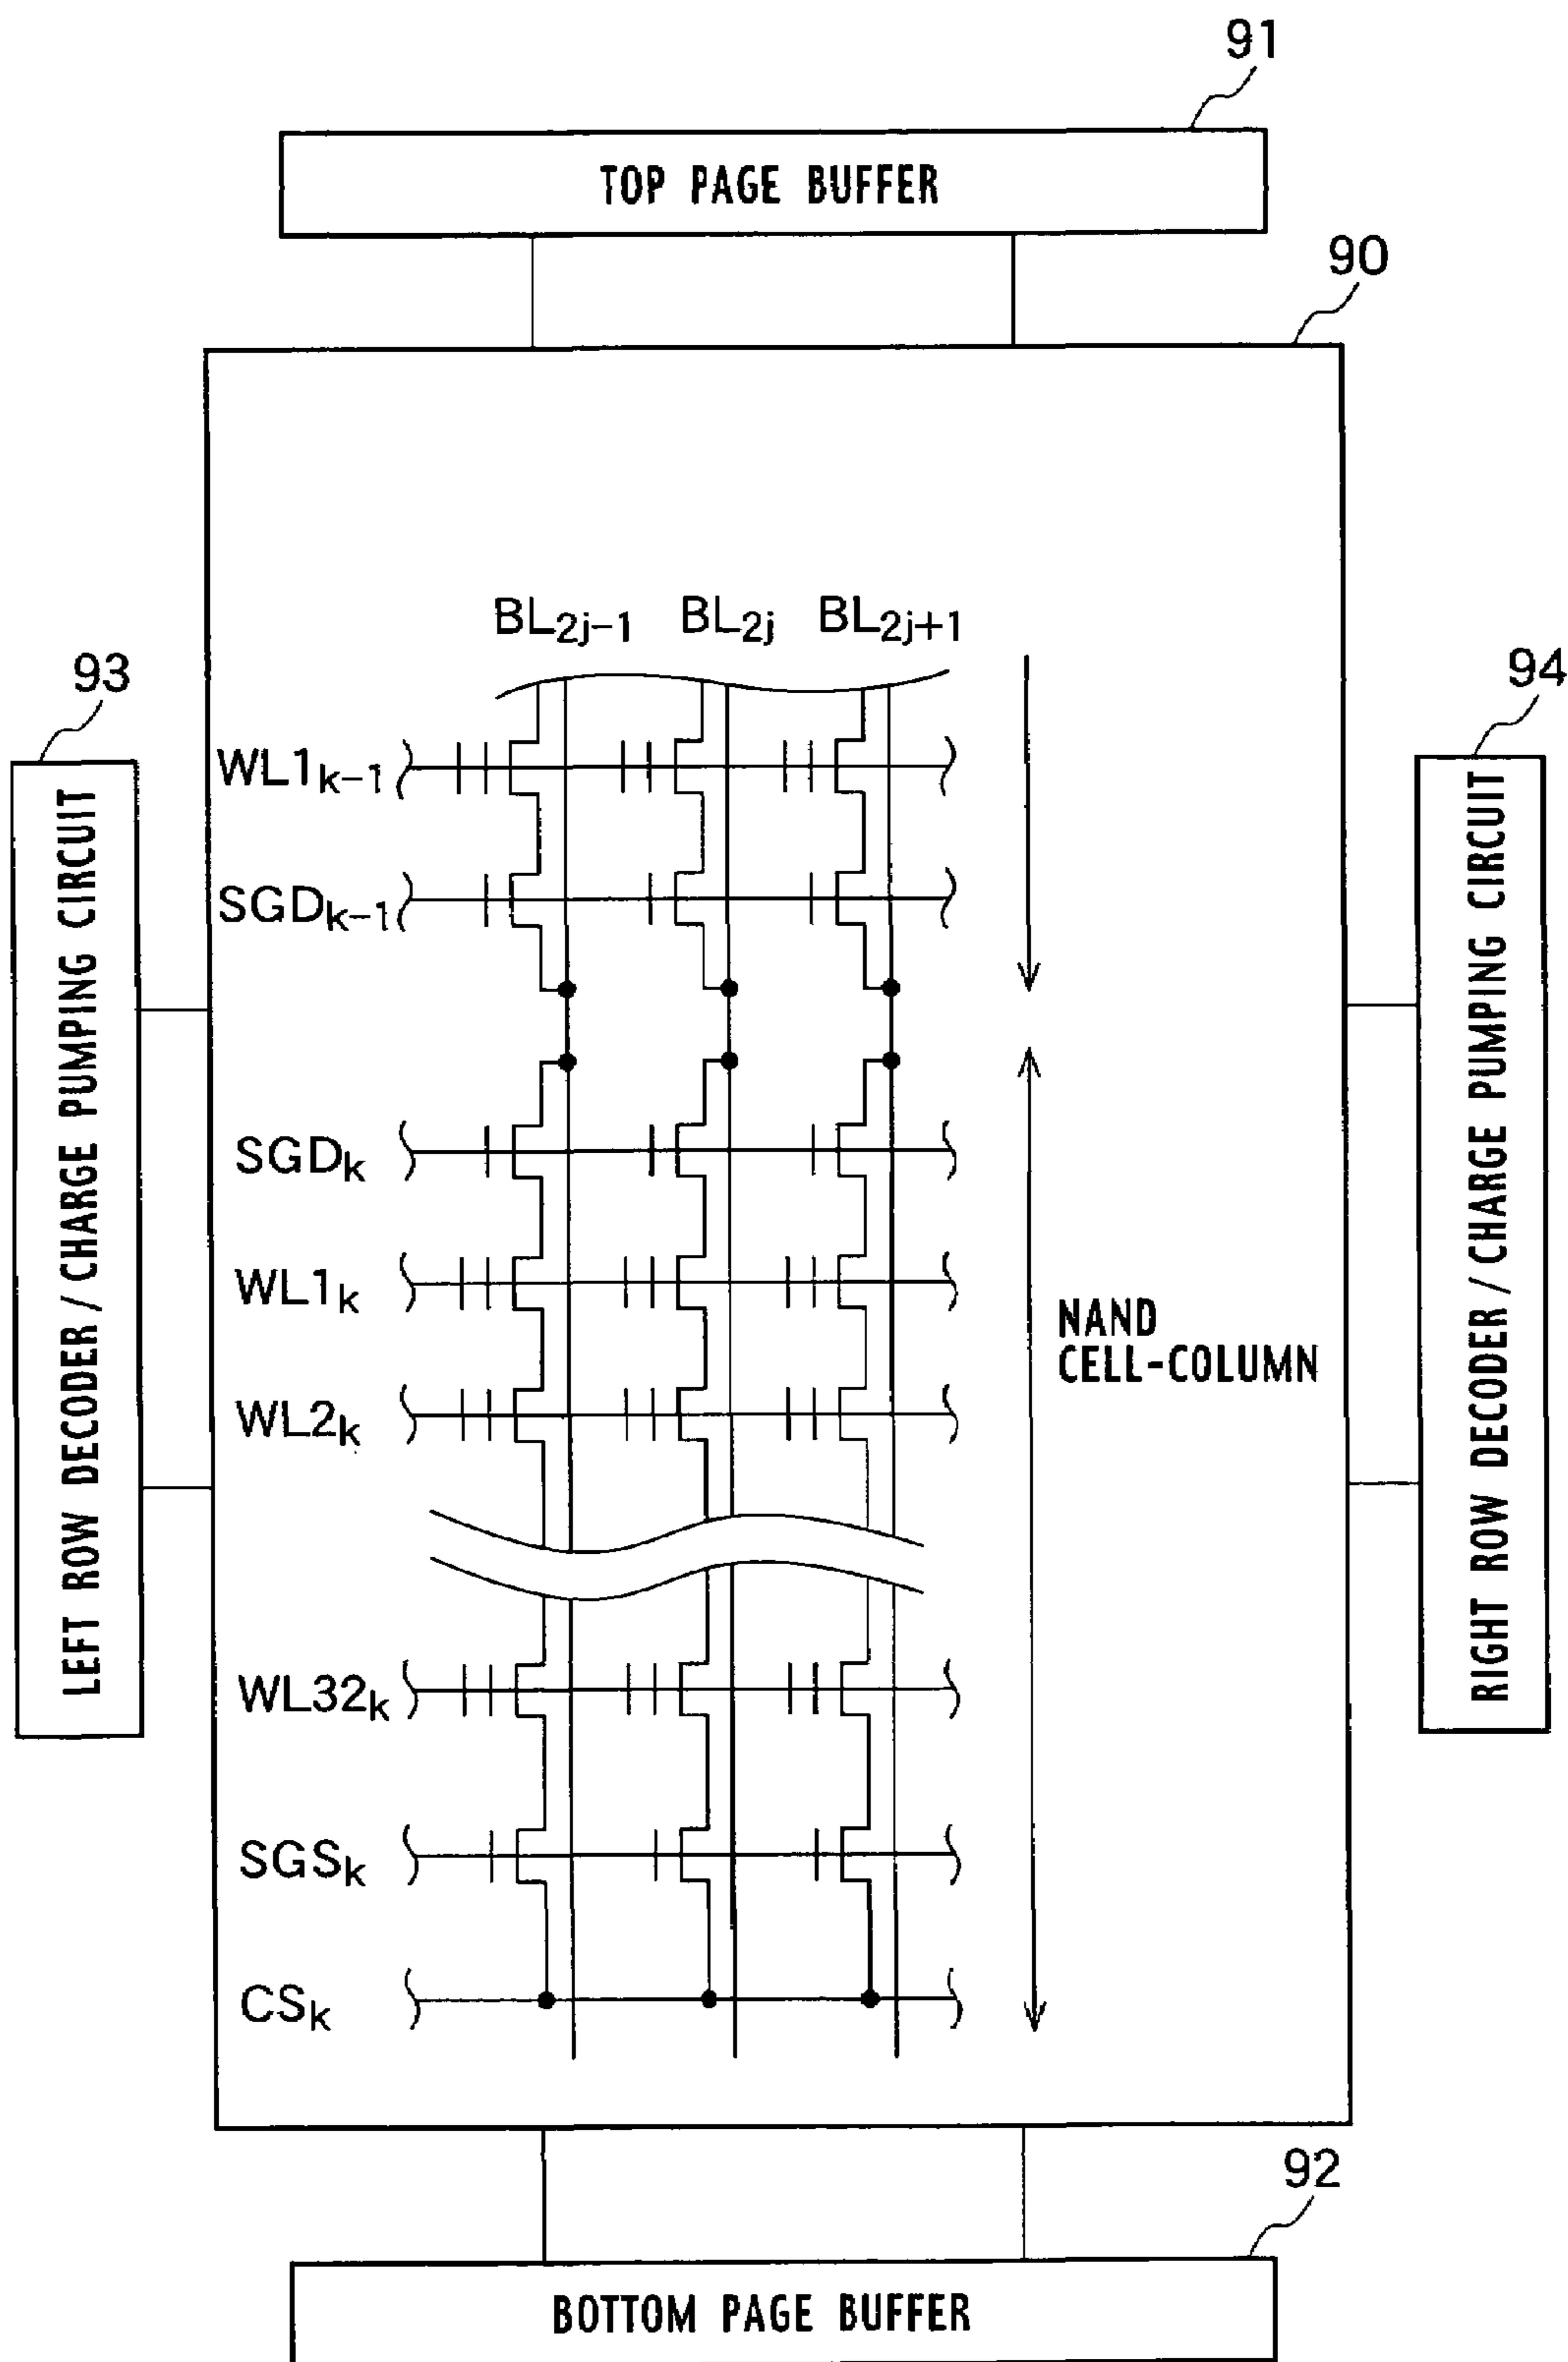 91
TOP PAGE BUFFER
90
BL2j-1 BL2j BL2j+1
93
94
WL1k-1
SGDk-1
SGDk
WL1k
WL2k
NAND
CELL-COLUMN
WL32k
SGSk
CSk
LEFT ROW DECODER / CHARGE PUMPING CIRCUIT
RIGHT ROW DECODER / CHARGE PUMPING CIRCUIT
92
BOTTOM PAGE BUFFER